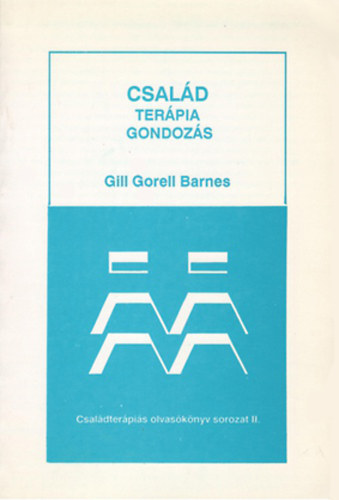 CSALÁD
TERÁPIA
GONDOZÁS
Gill Gorell Barnes
Családterápiás olvasókönyv sorozat II.